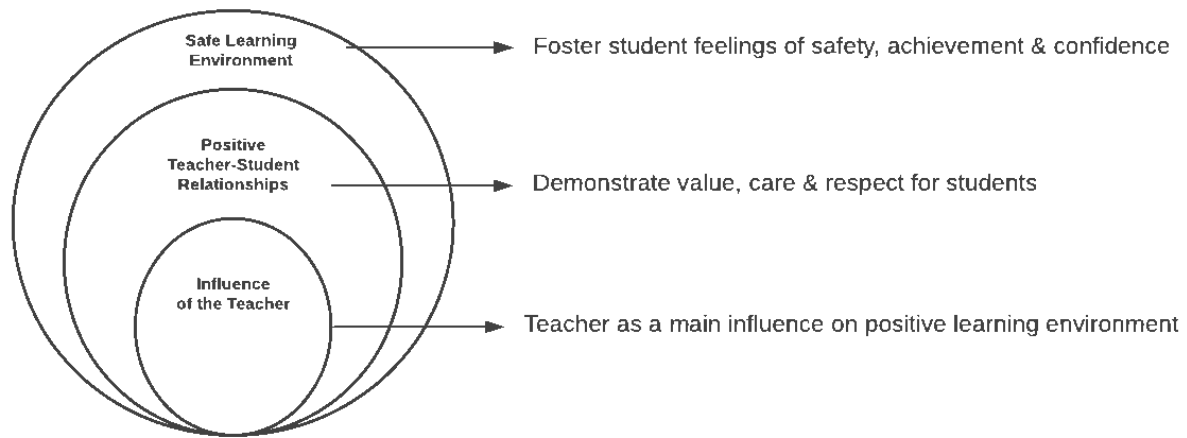 Safe Learning
Environment
Foster student feelings of safety, achievement & confidence
Positive
Teacher-Student
Relationships
Demonstrate value, care & respect for students
Influence
of the Teacher
Teacher as a main influence on positive learning environment